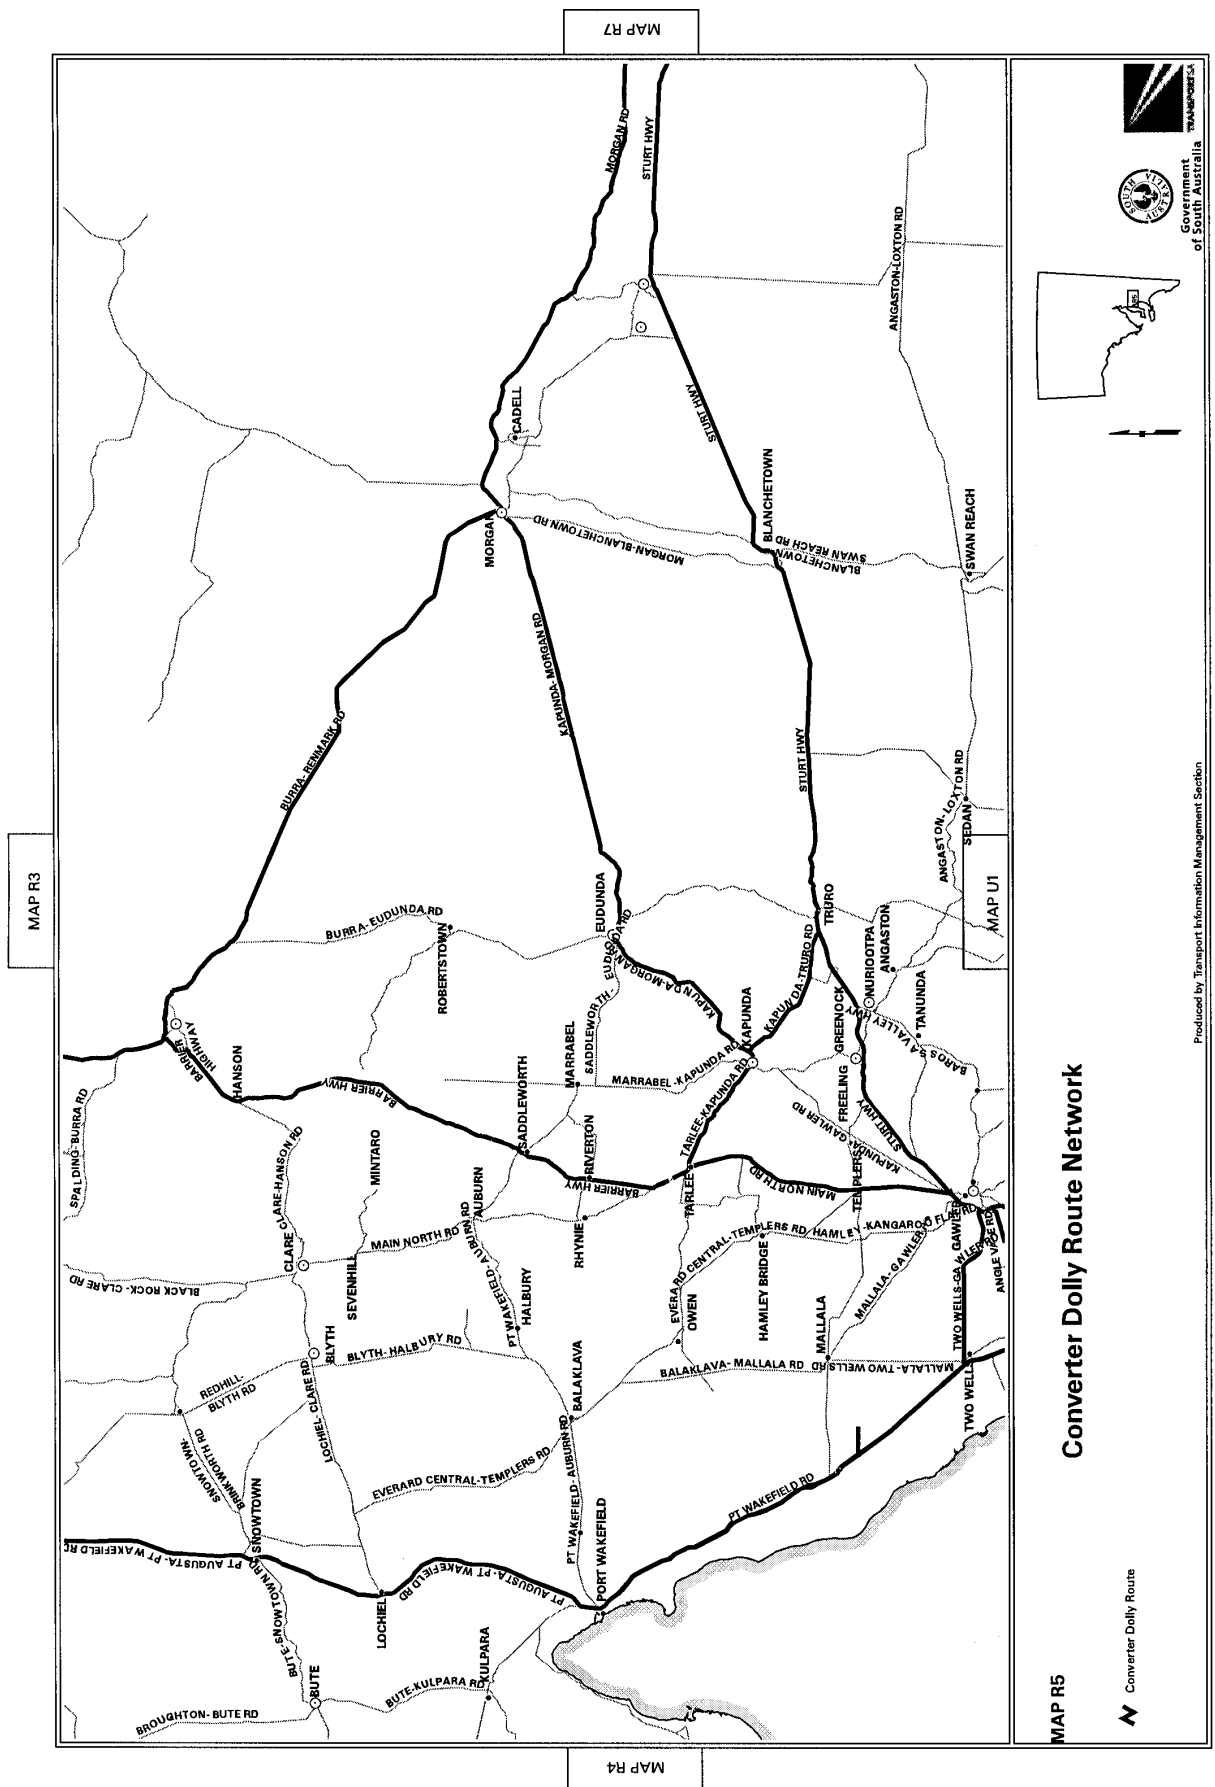 MAP R7
MAP R3
MAP R4
MAP U1
MORGAN RD
STURT HWY
ANGASTON-LOXTON RD
CADELL
STURT HWY
MORGAN
MORGAN-BLANCHETOWN RD
BLANCHETOWN
BLANCHETOWN-
SWAN REACH RD
SWAN REACH
BURRA- RENMARK RD
KAPUNDA- MORGAN RD
STURT HWY
ANGASTON- LOXTON RD
SEDAN
EUDUNDA
BURRA- EUDUNDA RD
ROBERTSTOWN
TRURO
SADDLEWORTH- EUDUNDA RD
KAPUNDA-MORGAN RD
KAPUNDA-TRURO RD
KAPUNDA
NURIOOTPA
ANGASTON
GREENOCK
TANUNDA
BAROSSA VALLEY HWY
BARRIER
HIGHWAY
HANSON
SPALDING-BURRA RD
BARRIER HWY
MARRABEL
MARRABEL-KAPUNDA RD
TARLEE-KAPUNDA RD
FREELING
STURT HWY
KAPUNDA-GAWLER RD
SADDLEWORTH
RIVERTON
BARRIER HWY
TARLEE
MAIN NORTH RD
TEMPLERS
CLARE-HANSON RD
CLARE
MINTARO
AUBURN
MAIN NORTH RD
SEVENHILL
RHYNIE
PT WAKEFIELD- AUBURN RD
HALBURY
EVERARD CENTRAL-TEMPLERS RD
HAMLEY-KANGAROO FLAT RD
HAMLEY BRIDGE
MALLALA- GAWLER RD
GAWLER
TWO WELLS-GAWLER RD
ANGLE VALE RD
BLACK ROCK- CLARE RD
BLYTH
BLYTH- HALBURY RD
OWEN
MALLALA
BALAKLAVA- MALLALA RD
MALLALA-TWO WELLS RD
TWO WELLS
REDHILL-
BLYTH RD
LOCHIEL- CLARE RD
BALAKLAVA
SNOWTOWN-
BRINKWORTH RD
EVERARD CENTRAL-TEMPLERS RD
PT WAKEFIELD- AUBURN RD
SNOWTOWN
PT AUGUSTA- PT WAKEFIELD RD
PT WAKEFIELD RD
PORT WAKEFIELD
PT AUGUSTA- PT WAKEFIELD RD
LOCHIEL
BUTE-SNOWTOWN RD
BUTE
BUTE-KULPARA RD
KULPARA
BROUGHTON- BUTE RD
TRANSPORT SA
SOUTH AUSTRALIA
Government
of South Australia
R5
Produced by Transport Information Management Section
Converter Dolly Route Network
MAP R5
Converter Dolly Route